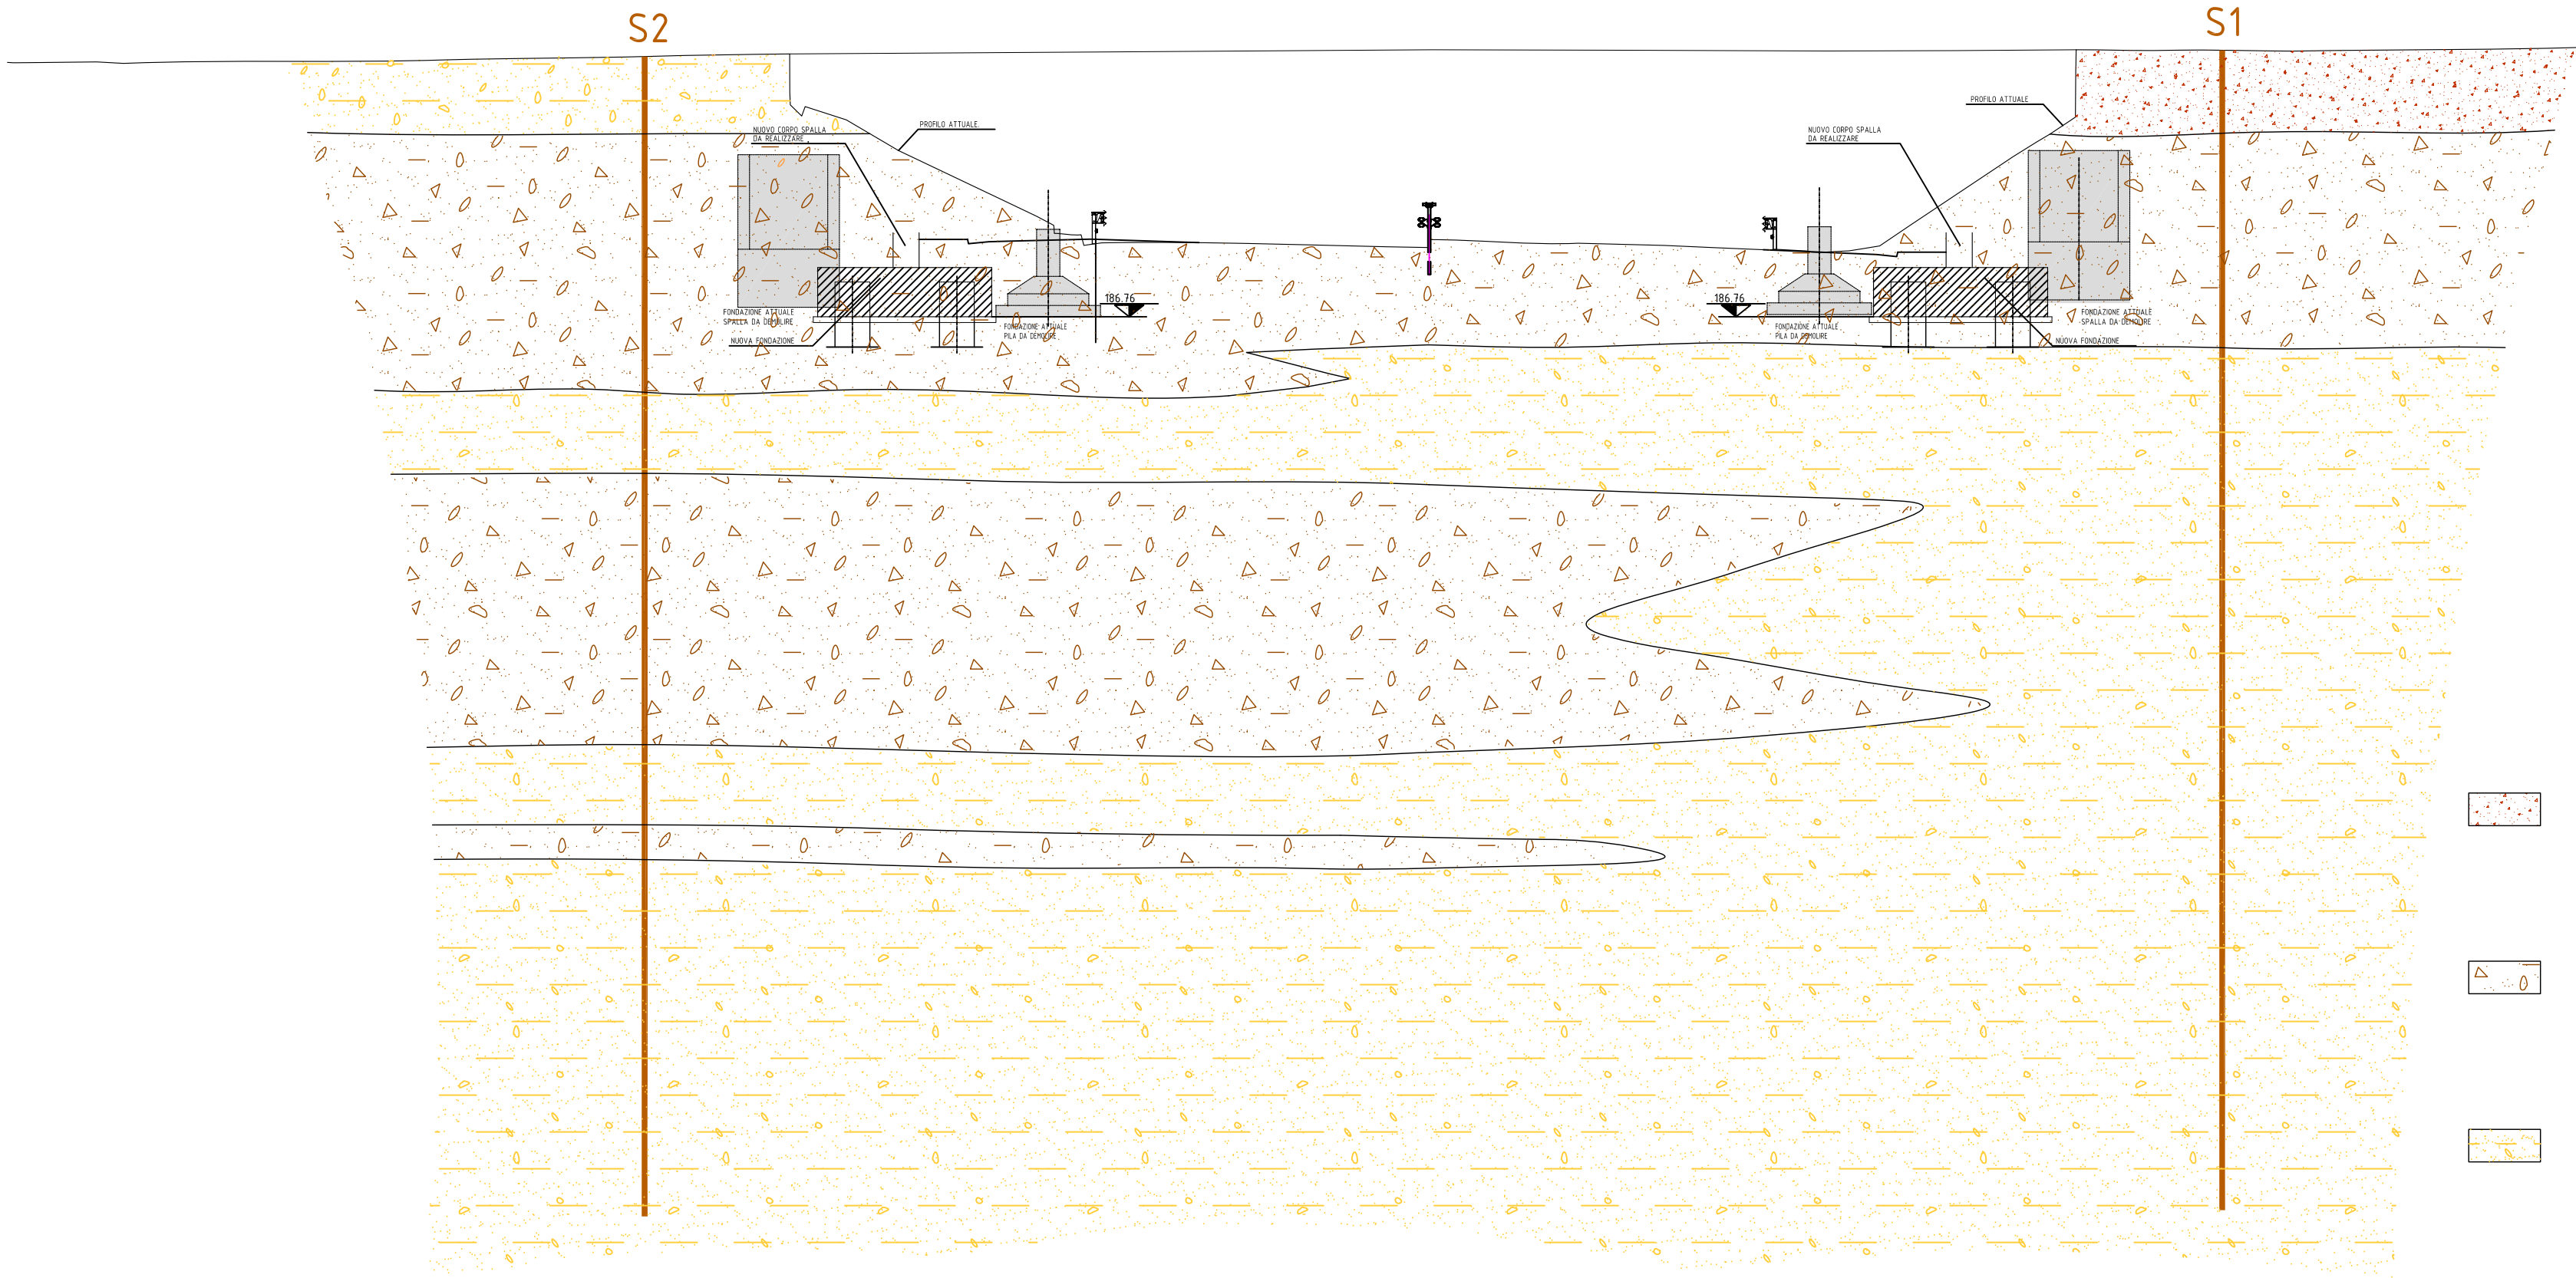 S2
S1
PROFILO ATTUALE
NUOVO CORPO SPALLA
DA REALIZZARE
PROFILO ATTUALE
NUOVO CORPO SPALLA
DA REALIZZARE
186.76
186.76
FONDAZIONE ATTUALE
SPALLA DA DEMOLIRE
FONDAZIONE ATTUALE
PILA DA DEMOLIRE
FONDAZIONE ATTUALE
PILA DA DEMOLIRE
FONDAZIONE ATTUALE
SPALLA DA DEMOLIRE
NUOVA FONDAZIONE
NUOVA FONDAZIONE